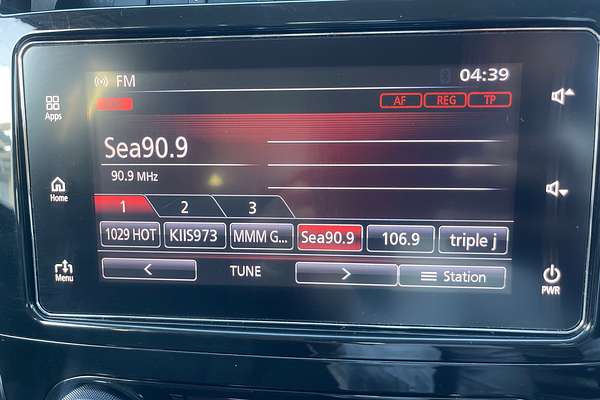 FM
04:39
AF REG TP
Apps
Sea90.9
90.9 MHz
Home
1 2 3
1029 HOT KIIS973 MMM G... Sea90.9 106.9 triple j
Menu
< TUNE > Station
PWR